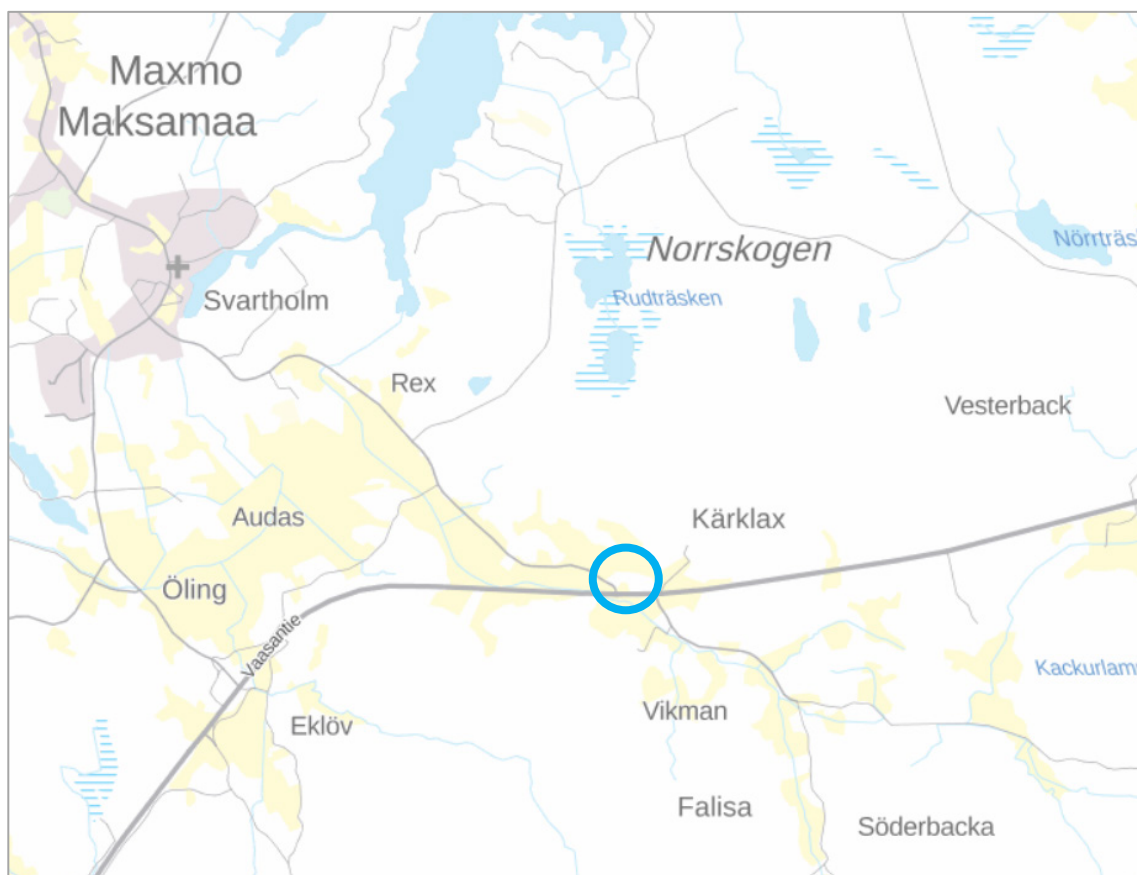 Maxmo
Maksamaa
Norrskogen
Nörrträs
Svartholm
Rudträsken
Rex
Vesterback
Audas
Kärklax
Öling
Vaasantie
Kackurlam
Vikman
Eklöv
Falisa
Söderbacka